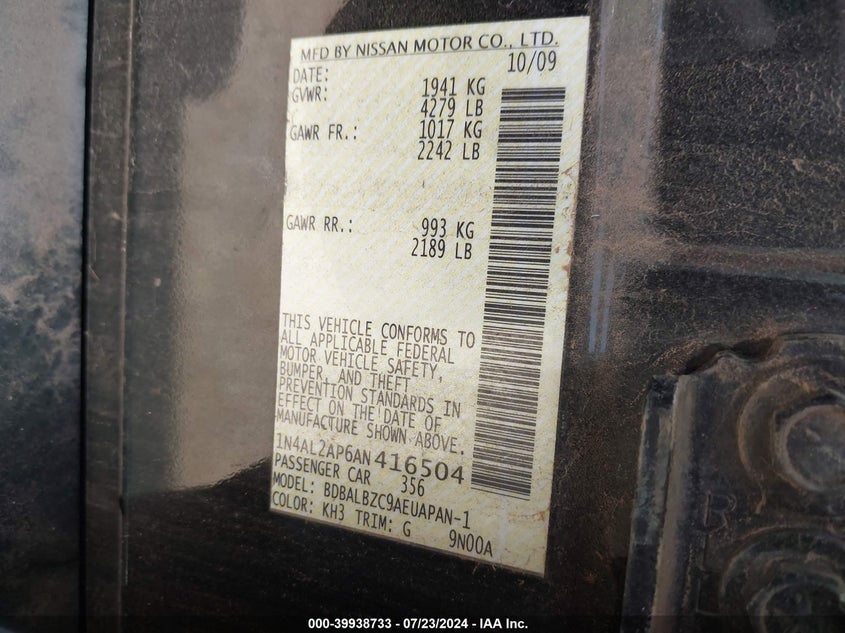 MFD BY NISSAN MOTOR CO., LTD.
DATE: 10/09
GVWR: 1941 KG
4279 LB
GAWR FR.: 1017 KG
2242 LB
GAWR RR.: 993 KG
2189 LB
THIS VEHICLE CONFORMS TO
ALL APPLICABLE FEDERAL
MOTOR VEHICLE SAFETY,
BUMPER, AND THEFT
PREVENTION STANDARDS IN
EFFECT ON THE DATE OF
MANUFACTURE SHOWN ABOVE.
1N4AL2AP6AN416504
PASSENGER CAR 356
MODEL: BDBALBZC9AEUAPAN-1
COLOR: KH3 TRIM: G 9N00A
000-39938733 - 07/23/2024 - IAA Inc.